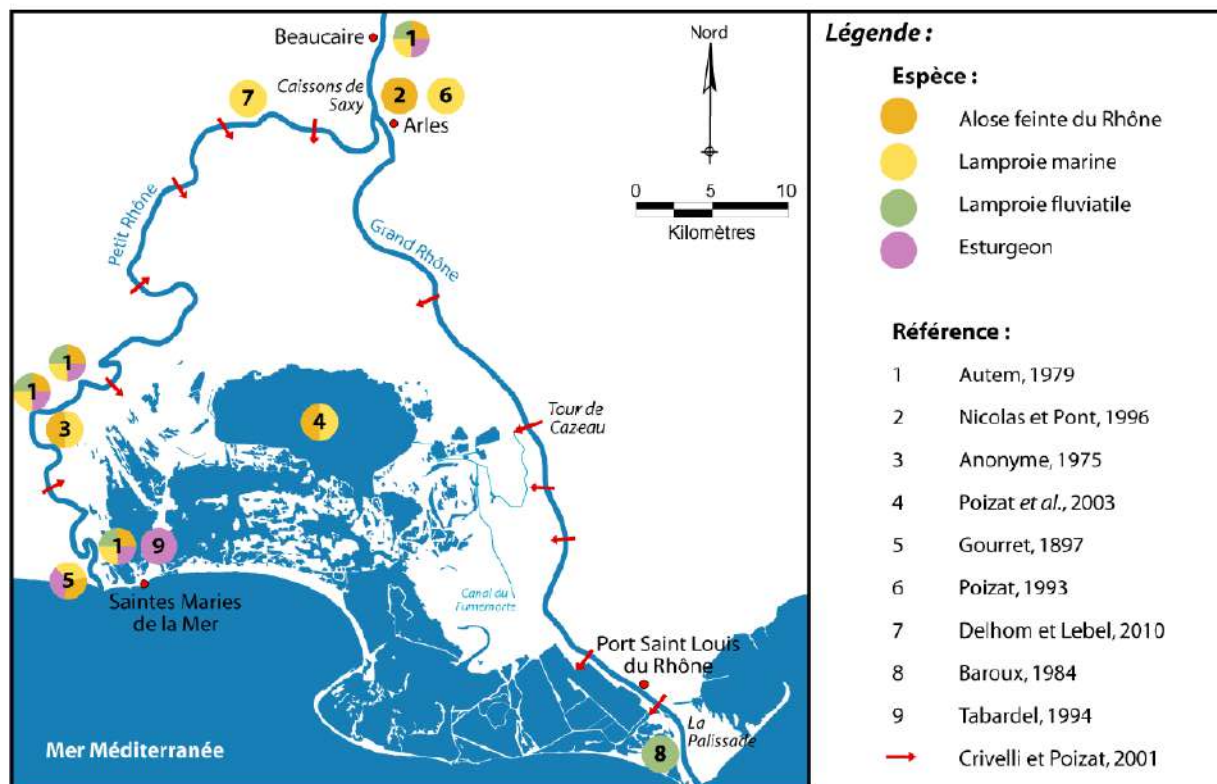 Beaucaire
1
Nord
Caissons de
Saxy
7
2
6
Arles
0 5 10
Kilomètres
Petit Rhône
Grand Rhône
1
1
3
4
Tour de
Cazeau
1
9
5
Saintes Maries
de la Mer
Canal du
Fumemorte
Port Saint Louis
du Rhône
La
Palissade
8
Mer Méditerranée
Légende :
Espèce :
Alose feinte du Rhône
Lamproie marine
Lamproie fluviatile
Esturgeon
Référence :
1 Autem, 1979
2 Nicolas et Pont, 1996
3 Anonyme, 1975
4 Poizat et al., 2003
5 Gourret, 1897
6 Poizat, 1993
7 Delhom et Lebel, 2010
8 Baroux, 1984
9 Tabardel, 1994
Crivelli et Poizat, 2001